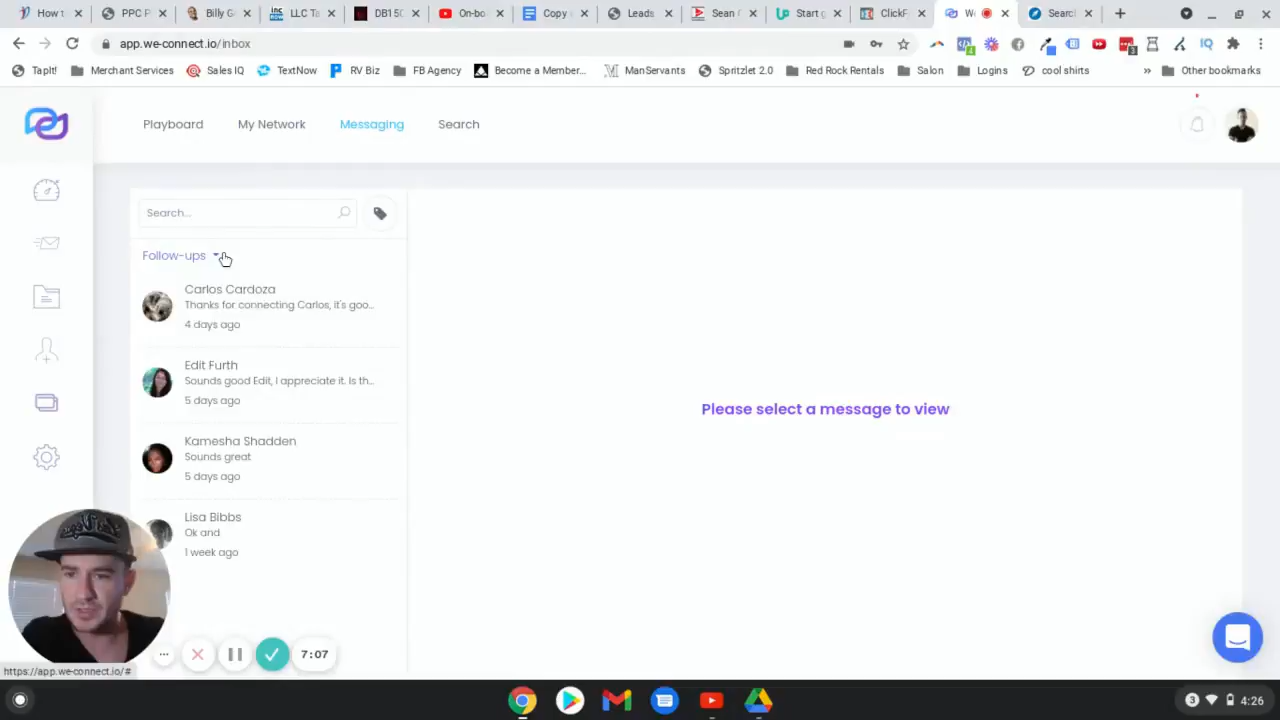 How t
PPC P
Billy G
LLC Ta
DB150
On-bo
Copy
Leads
Sean
Start g
ClickF
We
Search
app.we-connect.io/inbox
TapIt!
Merchant Services
Sales IQ
TextNow
RV Biz
FB Agency
Become a Member...
ManServants
Spritzlet 2.0
Red Rock Rentals
Salon
Logins
cool shirts
»
Other bookmarks
Playboard
My Network
Messaging
Search
Search...
Follow-ups
Carlos Cardoza
Thanks for connecting Carlos, it's goo...
4 days ago
Edit Furth
Sounds good Edit, I appreciate it. Is th...
5 days ago
Kamesha Shadden
Sounds great
5 days ago
Lisa Bibbs
Ok and
1 week ago
Please select a message to view
7:07
https://app.we-connect.io/#
3
4:26